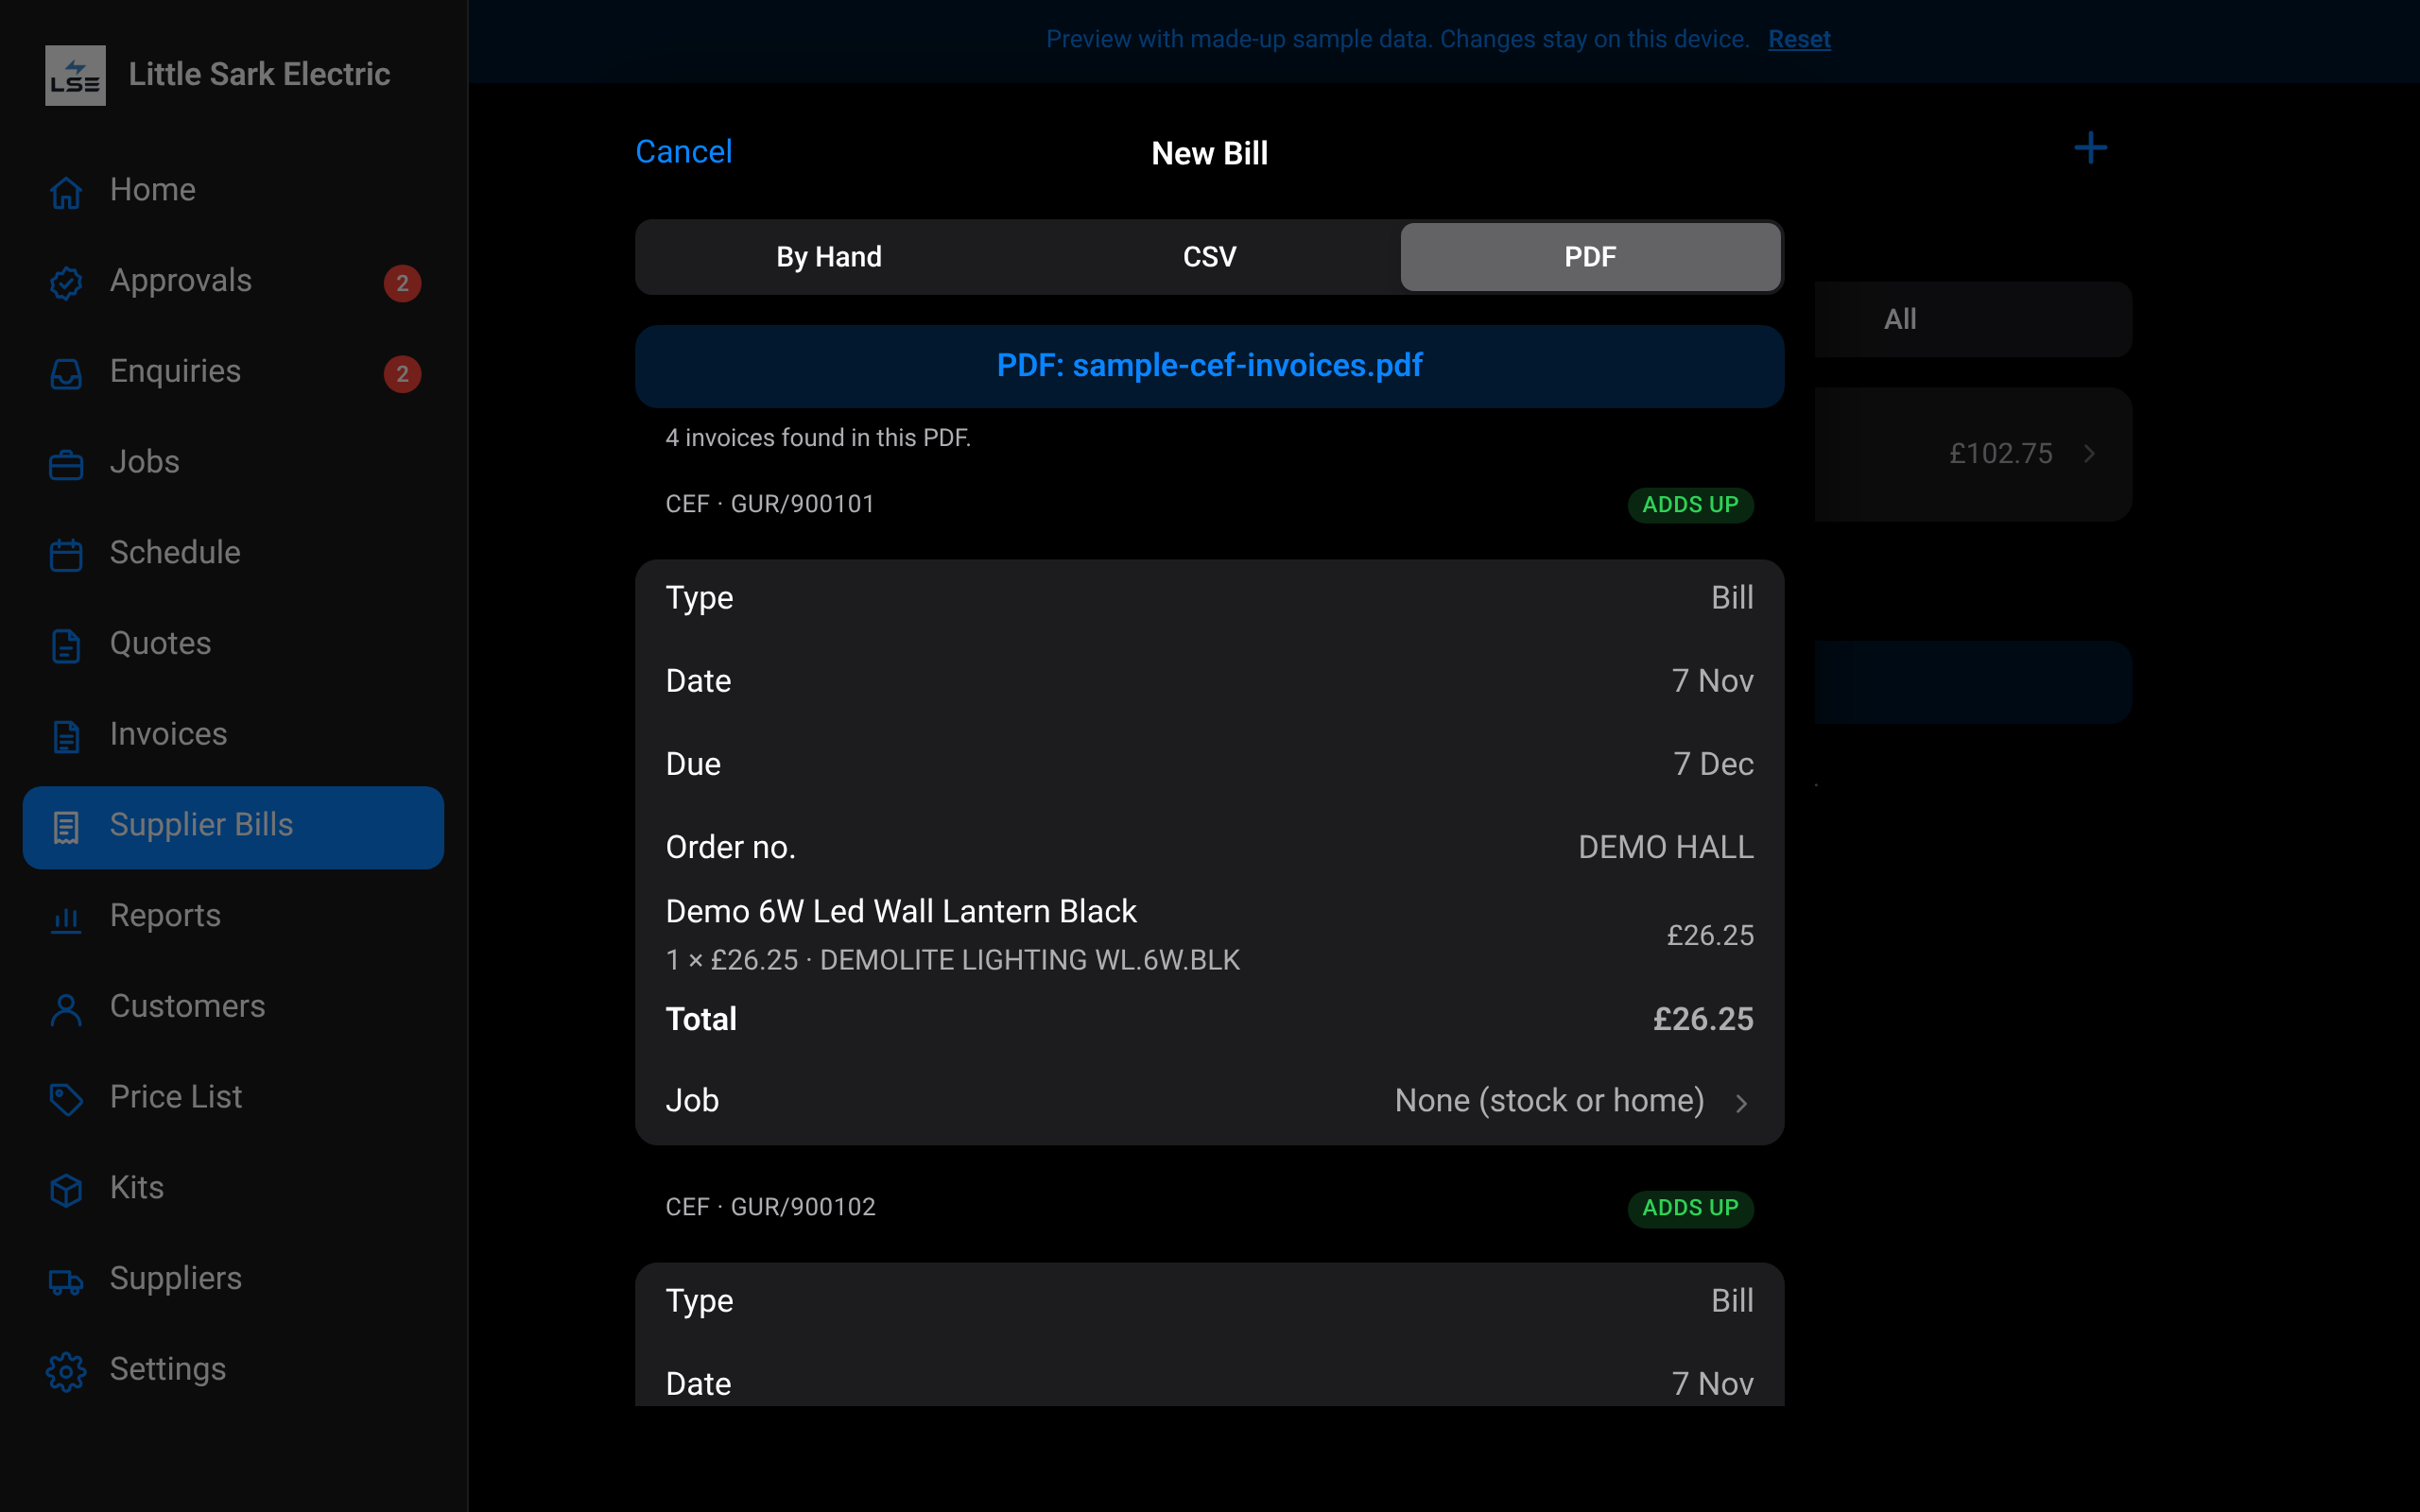 LSE
Little Sark Electric
Home
Approvals
2
Enquiries
2
Jobs
Schedule
Quotes
Invoices
Supplier Bills
Reports
Customers
Price List
Kits
Suppliers
Settings
Preview with made-up sample data. Changes stay on this device. Reset
Cancel
New Bill
By Hand
CSV
PDF
All
£102.75
PDF: sample-cef-invoices.pdf
4 invoices found in this PDF.
CEF · GUR/900101
ADDS UP
Type
Bill
Date
7 Nov
Due
7 Dec
Order no.
DEMO HALL
Demo 6W Led Wall Lantern Black
1 × £26.25 · DEMOLITE LIGHTING WL.6W.BLK
£26.25
Total
£26.25
Job
None (stock or home)
CEF · GUR/900102
ADDS UP
Type
Bill
Date
7 Nov